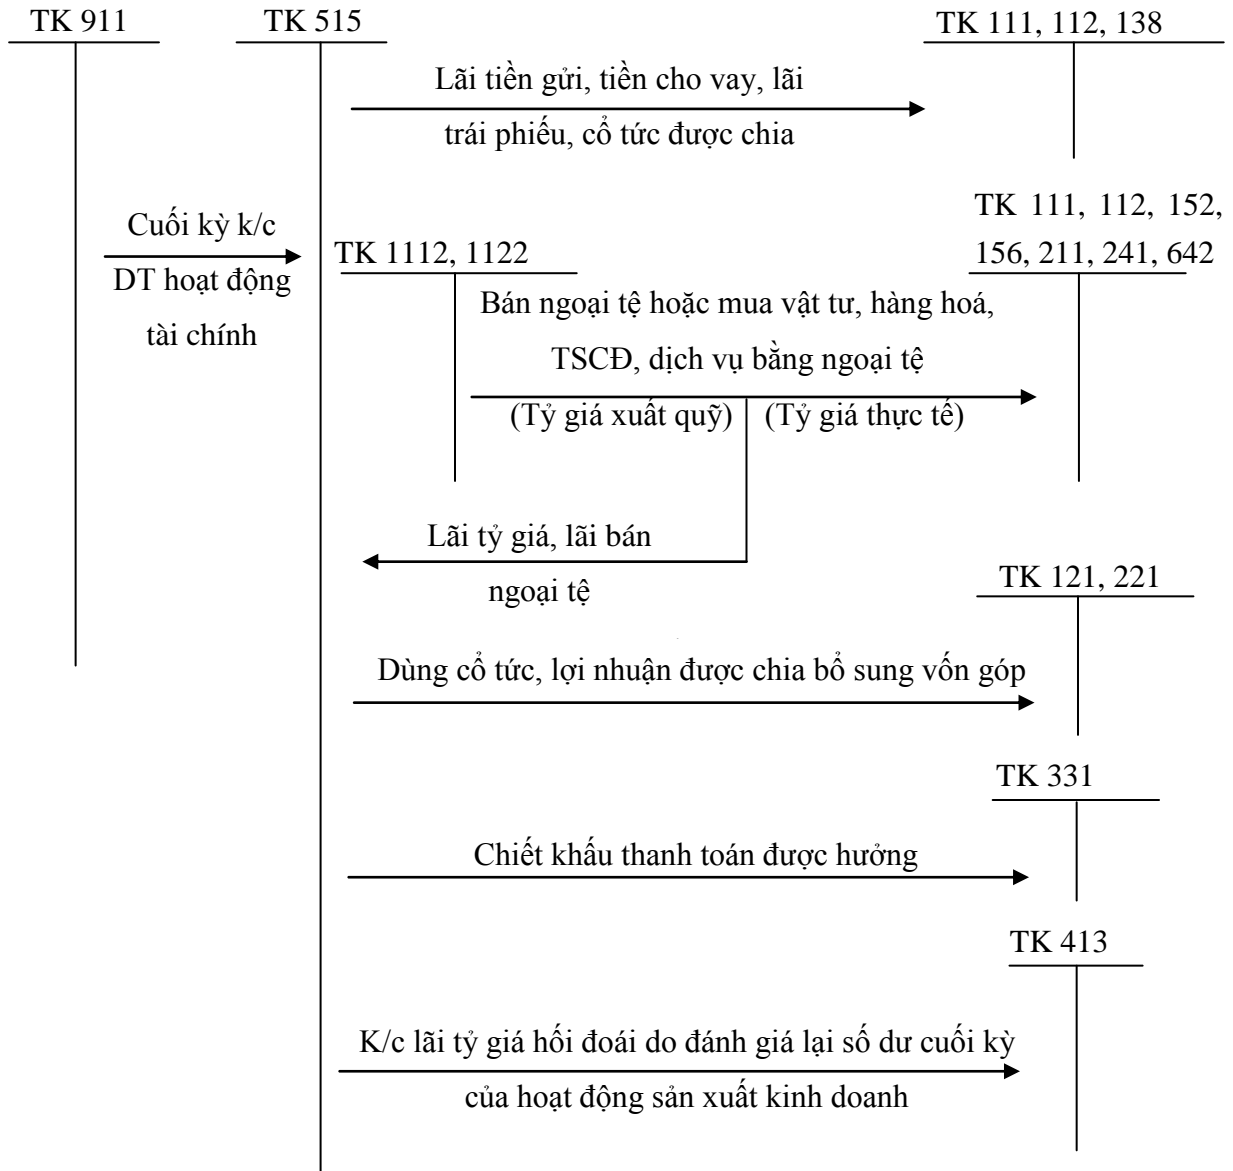 TK 911
TK 515
TK 111, 112, 138
Lãi tiền gửi, tiền cho vay, lãi
trái phiếu, cổ tức được chia
Cuối kỳ k/c
DT hoạt động
tài chính
TK 1112, 1122
TK 111, 112, 152,
156, 211, 241, 642
Bán ngoại tệ hoặc mua vật tư, hàng hoá,
TSCĐ, dịch vụ bằng ngoại tệ
(Tỷ giá xuất quỹ)
(Tỷ giá thực tế)
Lãi tỷ giá, lãi bán
ngoại tệ
TK 121, 221
Dùng cổ tức, lợi nhuận được chia bổ sung vốn góp
TK 331
Chiết khấu thanh toán được hưởng
TK 413
K/c lãi tỷ giá hối đoái do đánh giá lại số dư cuối kỳ
của hoạt động sản xuất kinh doanh